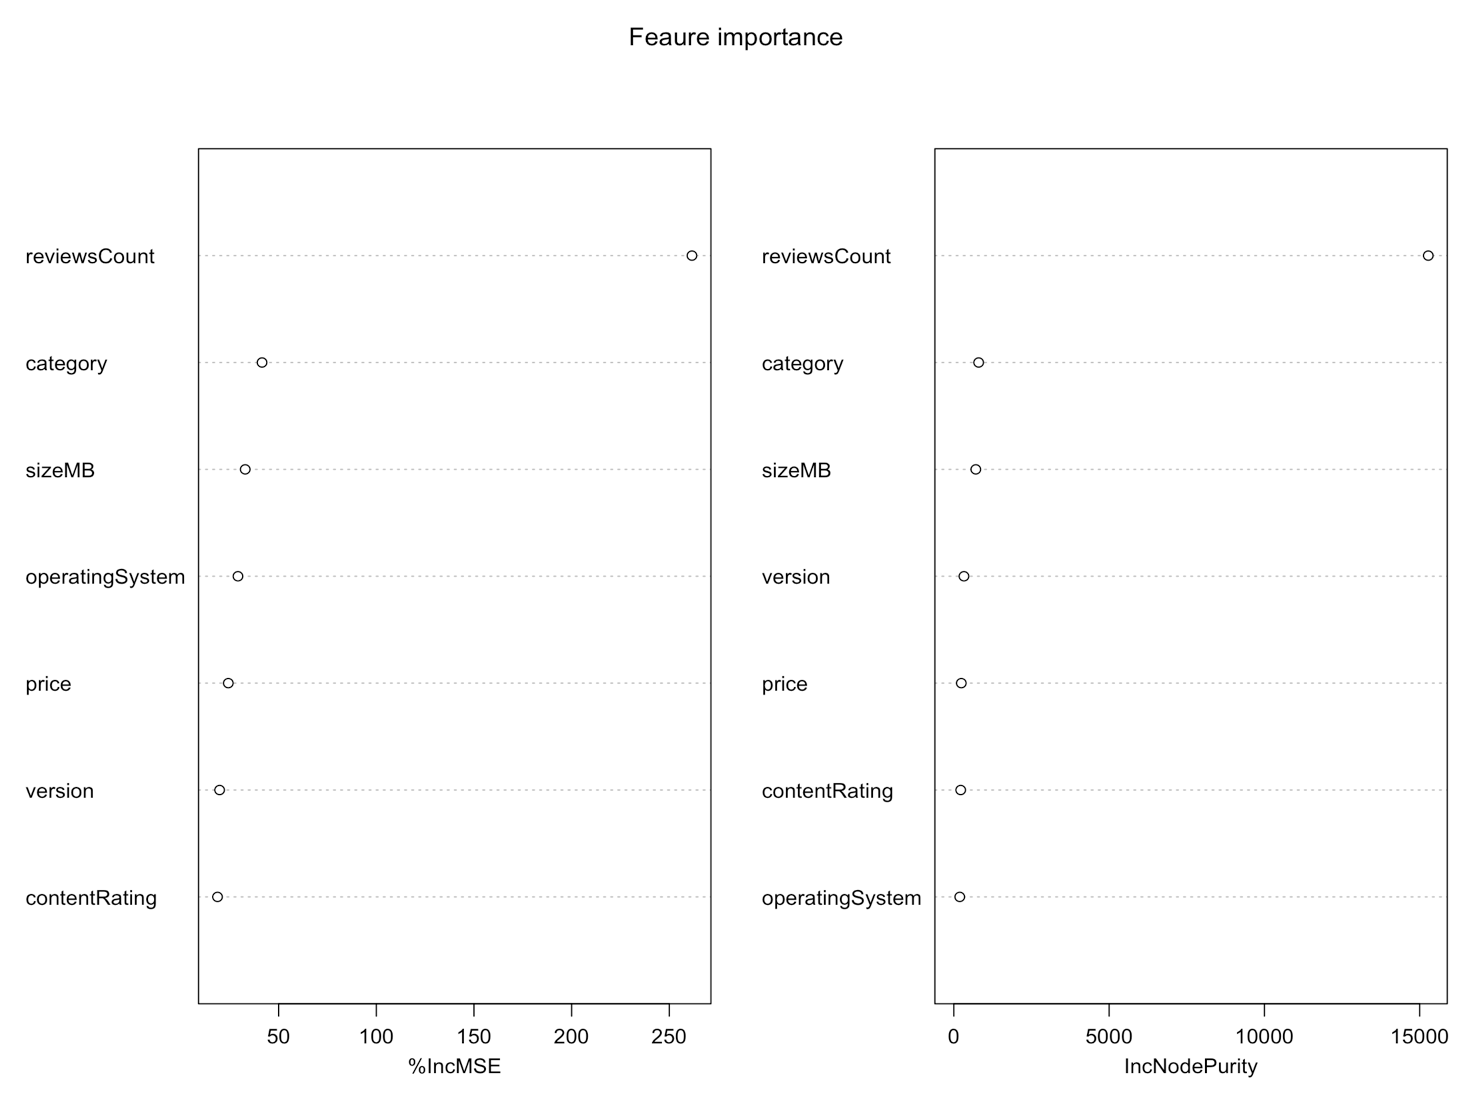 Feaure importance
reviewsCount
category
sizeMB
operatingSystem
price
version
contentRating
50 100 150 200 250
%IncMSE
reviewsCount
category
sizeMB
version
price
contentRating
operatingSystem
0 5000 10000 15000
IncNodePurity